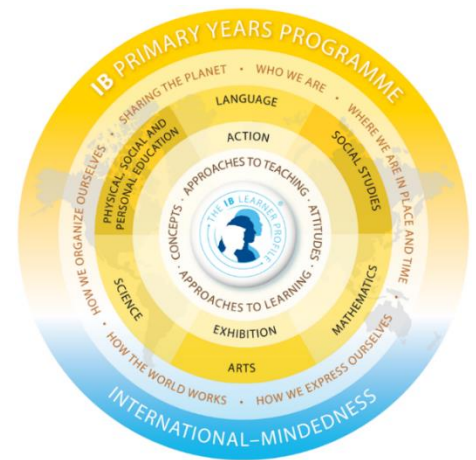 IB PRIMARY YEARS PROGRAMME
SHARING THE PLANET • WHO WE ARE • WHERE WE ARE IN PLACE AND TIME •
HOW WE EXPRESS OURSELVES • HOW THE WORLD WORKS • HOW WE ORGANIZE OURSELVES •
LANGUAGE
SOCIAL STUDIES
MATHEMATICS
ARTS
SCIENCE
PHYSICAL, SOCIAL AND
PERSONAL EDUCATION
ACTION
EXHIBITION
CONCEPTS · APPROACHES TO TEACHING · ATTITUDES · APPROACHES TO LEARNING ·
THE IB LEARNER PROFILE
®
INTERNATIONAL–MINDEDNESS